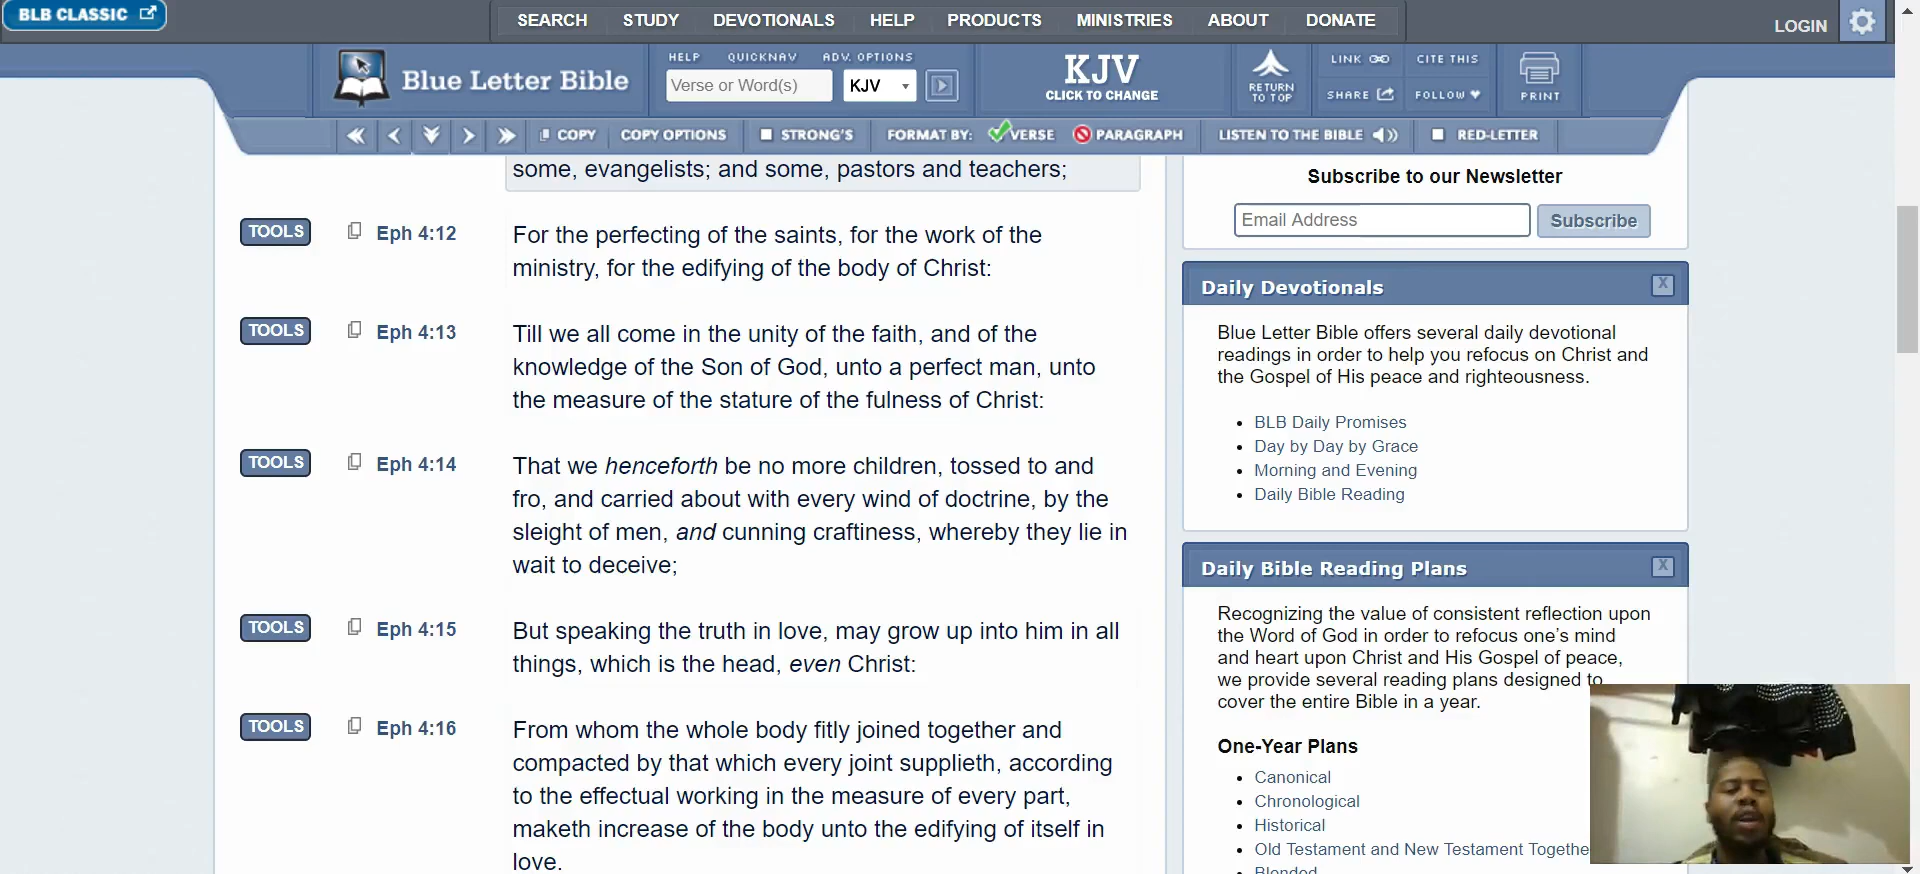 BLB CLASSIC
SEARCH STUDY DEVOTIONALS HELP PRODUCTS MINISTRIES ABOUT DONATE
LOGIN
Blue Letter Bible
HELP QUICKNAV ADV. OPTIONS
Verse or Word(s) KJV
KJV
CLICK TO CHANGE
RETURN
TO TOP
LINK CITE THIS
SHARE FOLLOW
PRINT
COPY COPY OPTIONS STRONG'S FORMAT BY: VERSE PARAGRAPH LISTEN TO THE BIBLE RED-LETTER
some, evangelists; and some, pastors and teachers;
TOOLS Eph 4:12 For the perfecting of the saints, for the work of the
ministry, for the edifying of the body of Christ:
TOOLS Eph 4:13 Till we all come in the unity of the faith, and of the
knowledge of the Son of God, unto a perfect man, unto
the measure of the stature of the fulness of Christ:
TOOLS Eph 4:14 That we henceforth be no more children, tossed to and
fro, and carried about with every wind of doctrine, by the
sleight of men, and cunning craftiness, whereby they lie in
wait to deceive;
TOOLS Eph 4:15 But speaking the truth in love, may grow up into him in all
things, which is the head, even Christ:
TOOLS Eph 4:16 From whom the whole body fitly joined together and
compacted by that which every joint supplieth, according
to the effectual working in the measure of every part,
maketh increase of the body unto the edifying of itself in
love.
Subscribe to our Newsletter
Email Address Subscribe
Daily Devotionals X
Blue Letter Bible offers several daily devotional
readings in order to help you refocus on Christ and
the Gospel of His peace and righteousness.
BLB Daily Promises
Day by Day by Grace
Morning and Evening
Daily Bible Reading
Daily Bible Reading Plans X
Recognizing the value of consistent reflection upon
the Word of God in order to refocus one's mind
and heart upon Christ and His Gospel of peace,
we provide several reading plans designed to
cover the entire Bible in a year.
One-Year Plans
Canonical
Chronological
Historical
Old Testament and New Testament Togethe
Blended